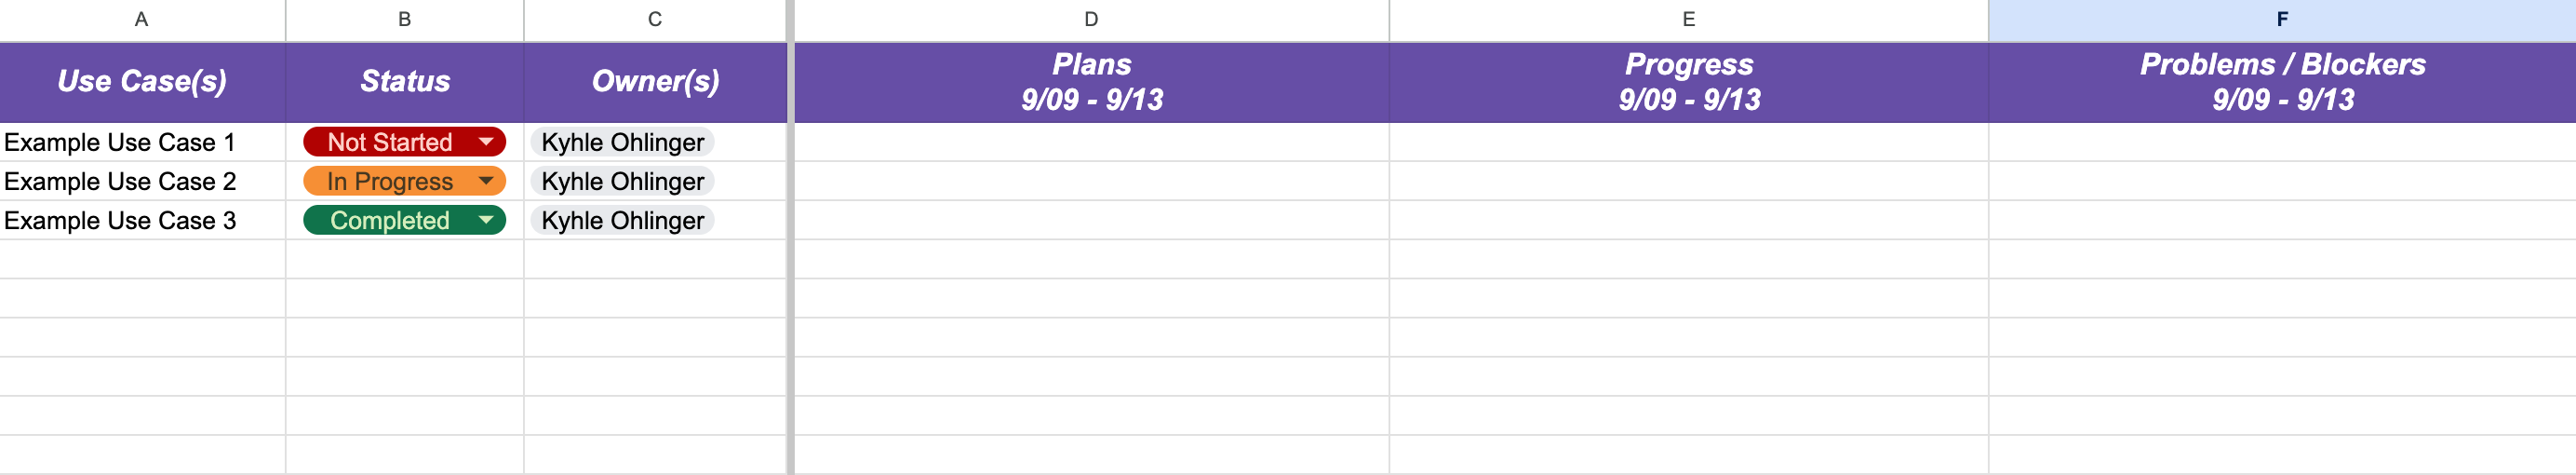 A B C D E F
Use Case(s) Status Owner(s) Plans Progress Problems / Blockers
9/09 - 9/13 9/09 - 9/13 9/09 - 9/13
Example Use Case 1 Not Started Kyhle Ohlinger
Example Use Case 2 In Progress Kyhle Ohlinger
Example Use Case 3 Completed Kyhle Ohlinger